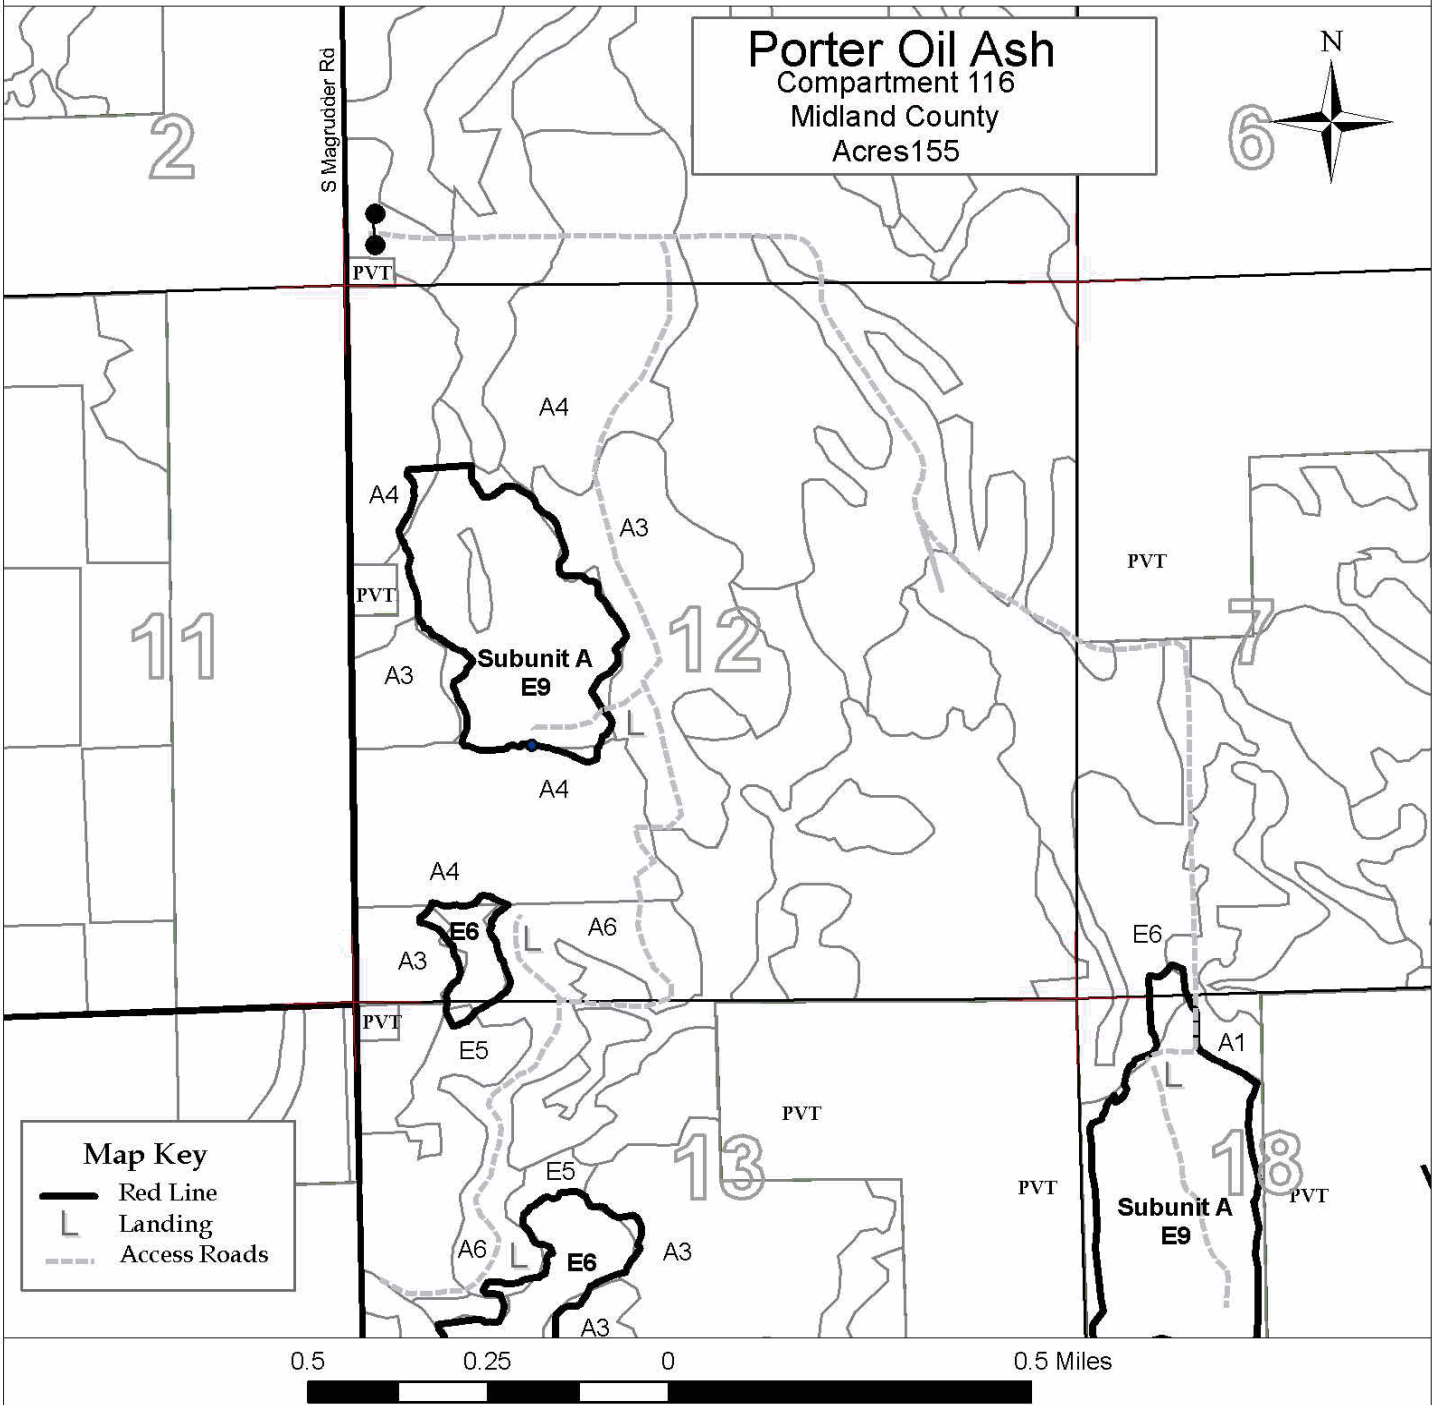 Porter Oil Ash
Compartment 116
Midland County
Acres155
N
S Magrudder Rd
2
6
PVT
A4
A4
A3
PVT
PVT
11
12
7
Subunit A
E9
A3
L
A4
A4
E6
L
A6
E6
A3
PVT
E5
A1
L
PVT
E5
13
18
PVT
PVT
Subunit A
E9
A6
L
E6
A3
A3
Map Key
Red Line
L
Landing
Access Roads
0.5 0.25 0 0.5 Miles